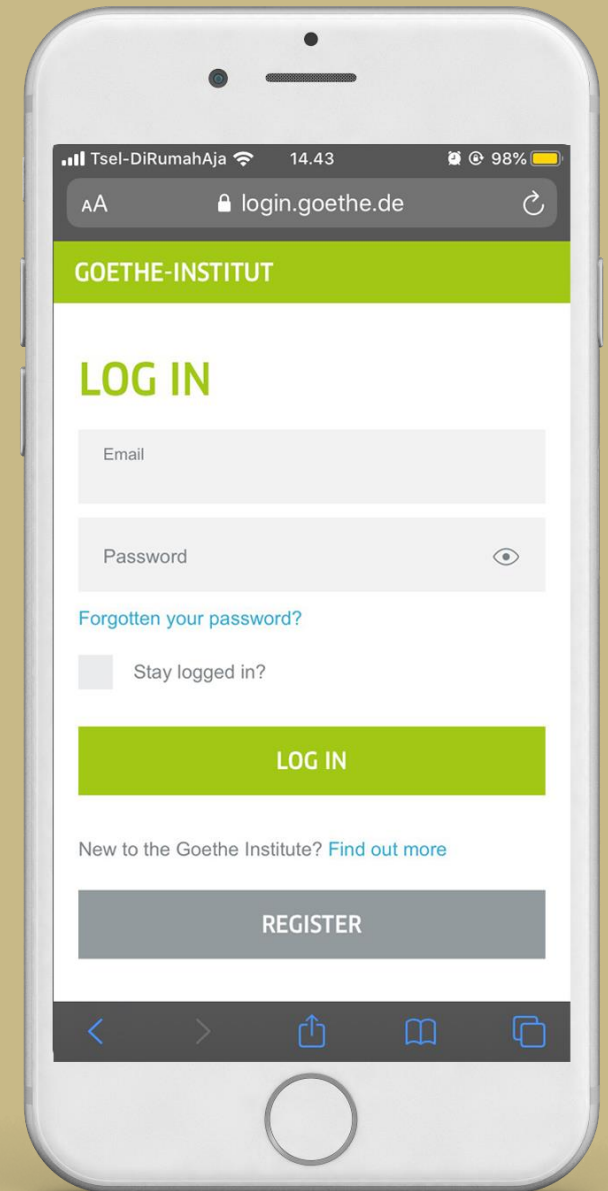 Tsel-DiRumahAja 14.43 98%
AA login.goethe.de
GOETHE-INSTITUT
LOG IN
Email
Password
Forgotten your password?
Stay logged in?
LOG IN
New to the Goethe Institute? Find out more
REGISTER